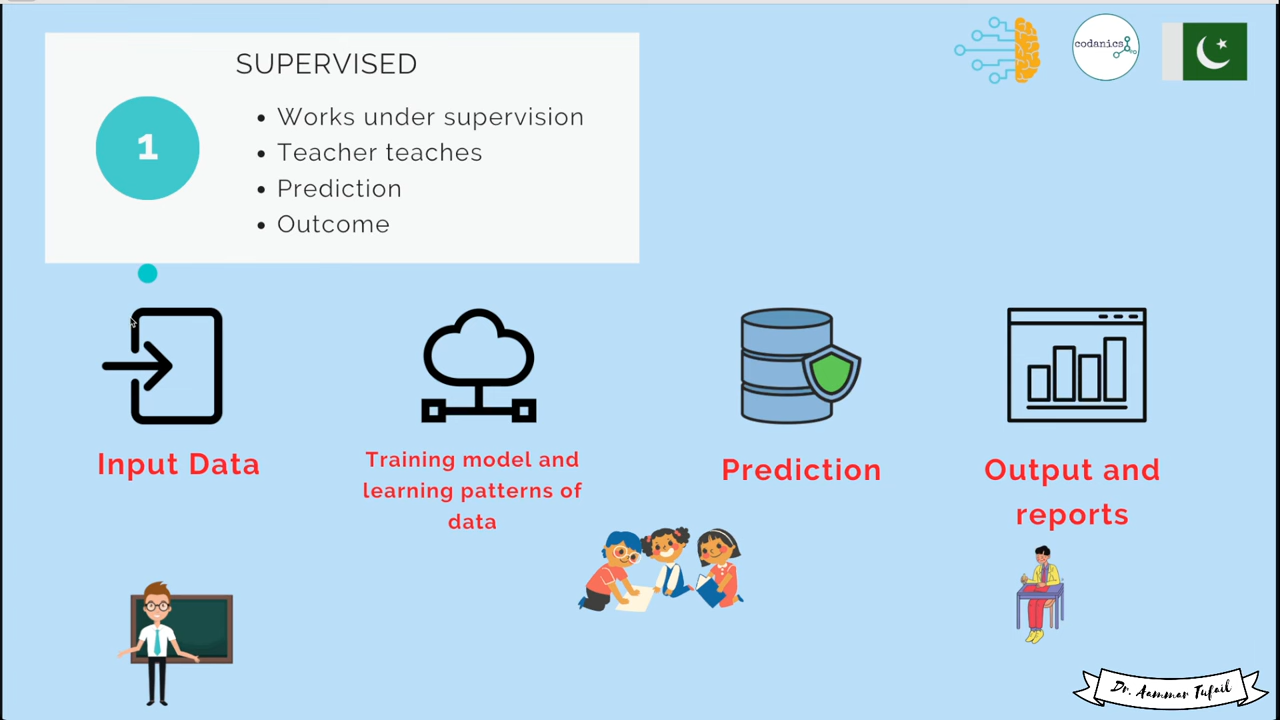 SUPERVISED
1
• Works under supervision
• Teacher teaches
• Prediction
• Outcome
codanics
Input Data
Training model and
learning patterns of
data
Prediction
Output and
reports
Dr. Aammar Tufail